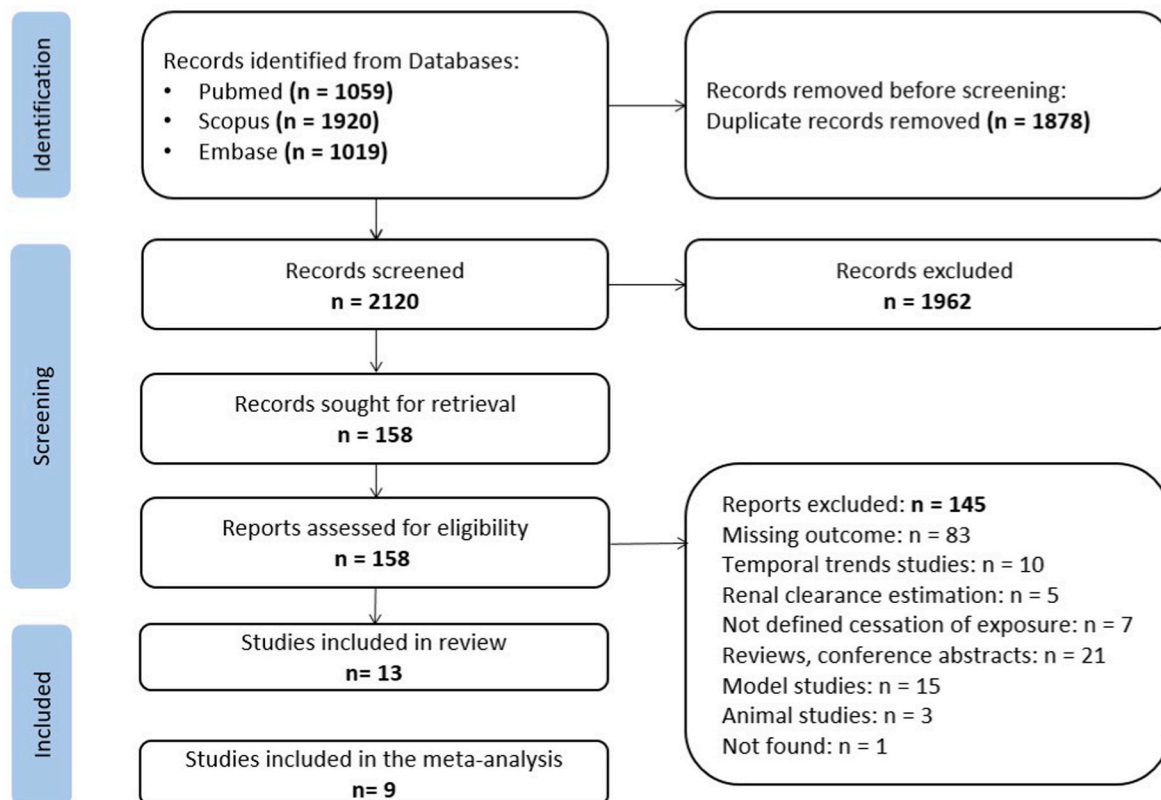 Identification
Records identified from Databases:
• Pubmed (n = 1059)
• Scopus (n = 1920)
• Embase (n = 1019)
Records removed before screening:
Duplicate records removed (n = 1878)
Screening
Records screened
n = 2120
Records excluded
n = 1962
Records sought for retrieval
n = 158
Reports assessed for eligibility
n = 158
Reports excluded: n = 145
Missing outcome: n = 83
Temporal trends studies: n = 10
Renal clearance estimation: n = 5
Not defined cessation of exposure: n = 7
Reviews, conference abstracts: n = 21
Model studies: n = 15
Animal studies: n = 3
Not found: n = 1
Included
Studies included in review
n= 13
Studies included in the meta-analysis
n= 9